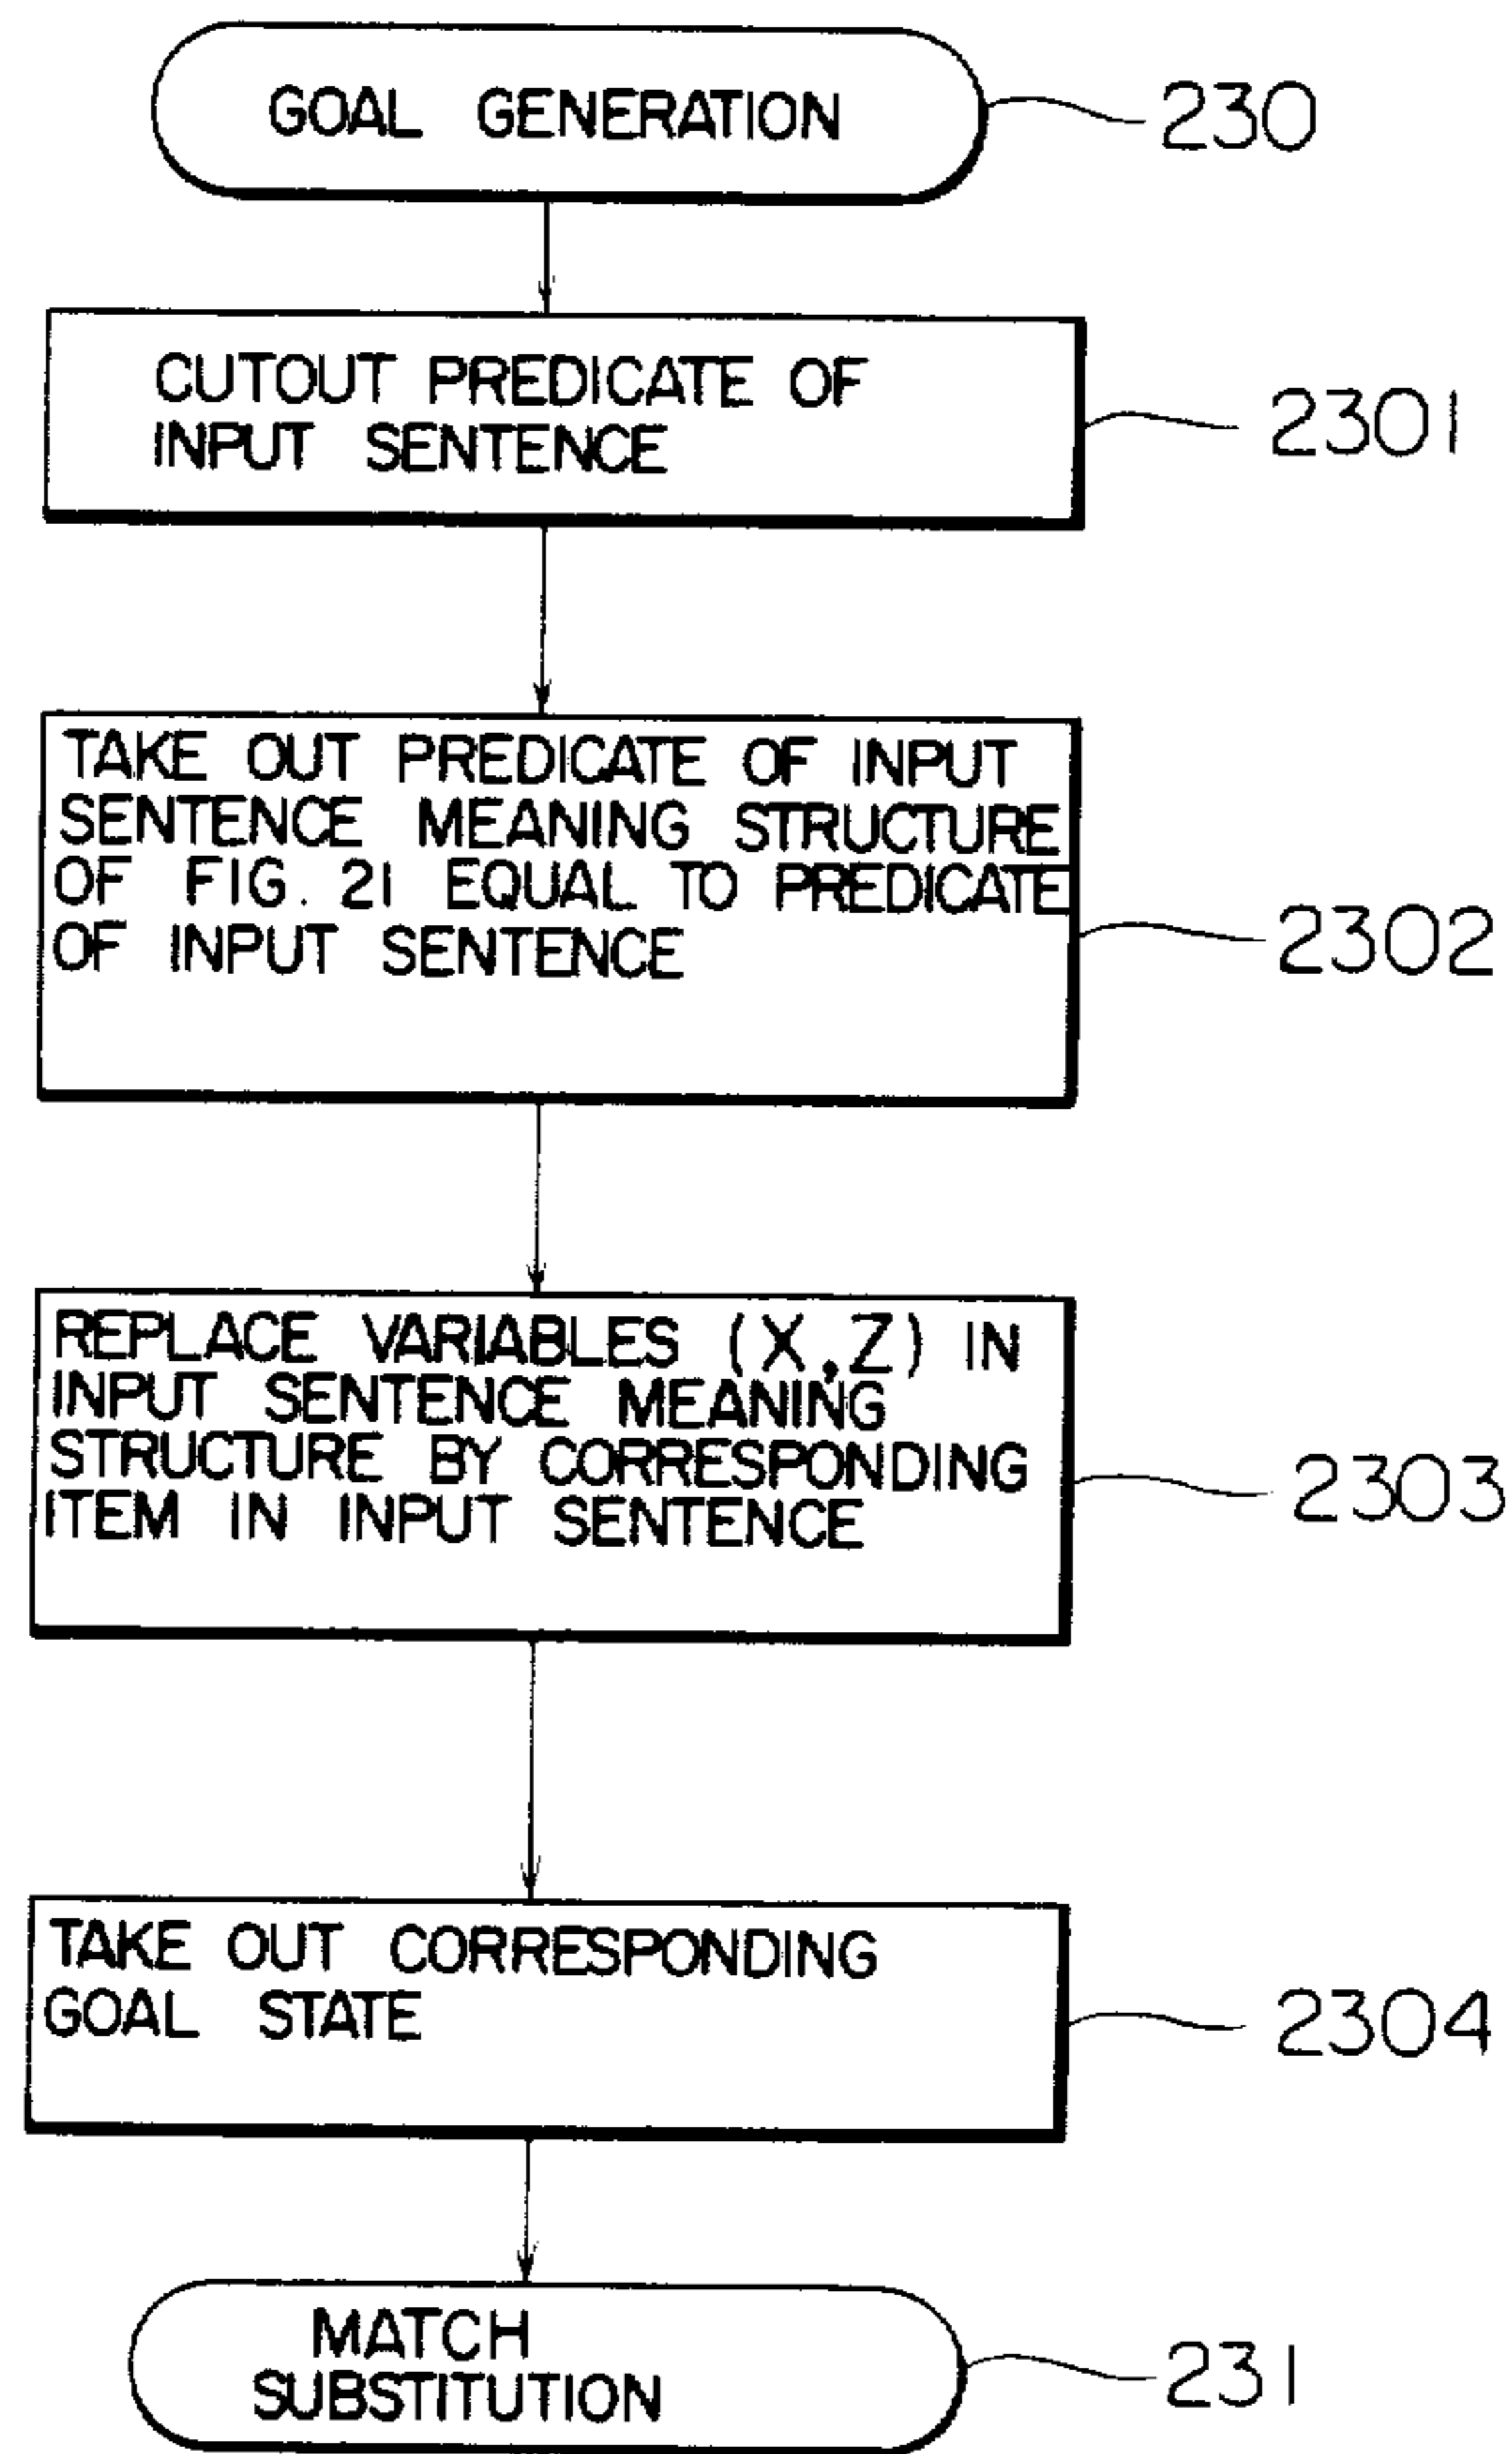 GOAL GENERATION
230
CUTOUT PREDICATE OF
INPUT SENTENCE
2301
TAKE OUT PREDICATE OF INPUT
SENTENCE MEANING STRUCTURE
OF FIG. 21 EQUAL TO PREDICATE
OF INPUT SENTENCE
2302
REPLACE VARIABLES (X,Z) IN
INPUT SENTENCE MEANING
STRUCTURE BY CORRESPONDING
ITEM IN INPUT SENTENCE
2303
TAKE OUT CORRESPONDING
GOAL STATE
2304
MATCH
SUBSTITUTION
231